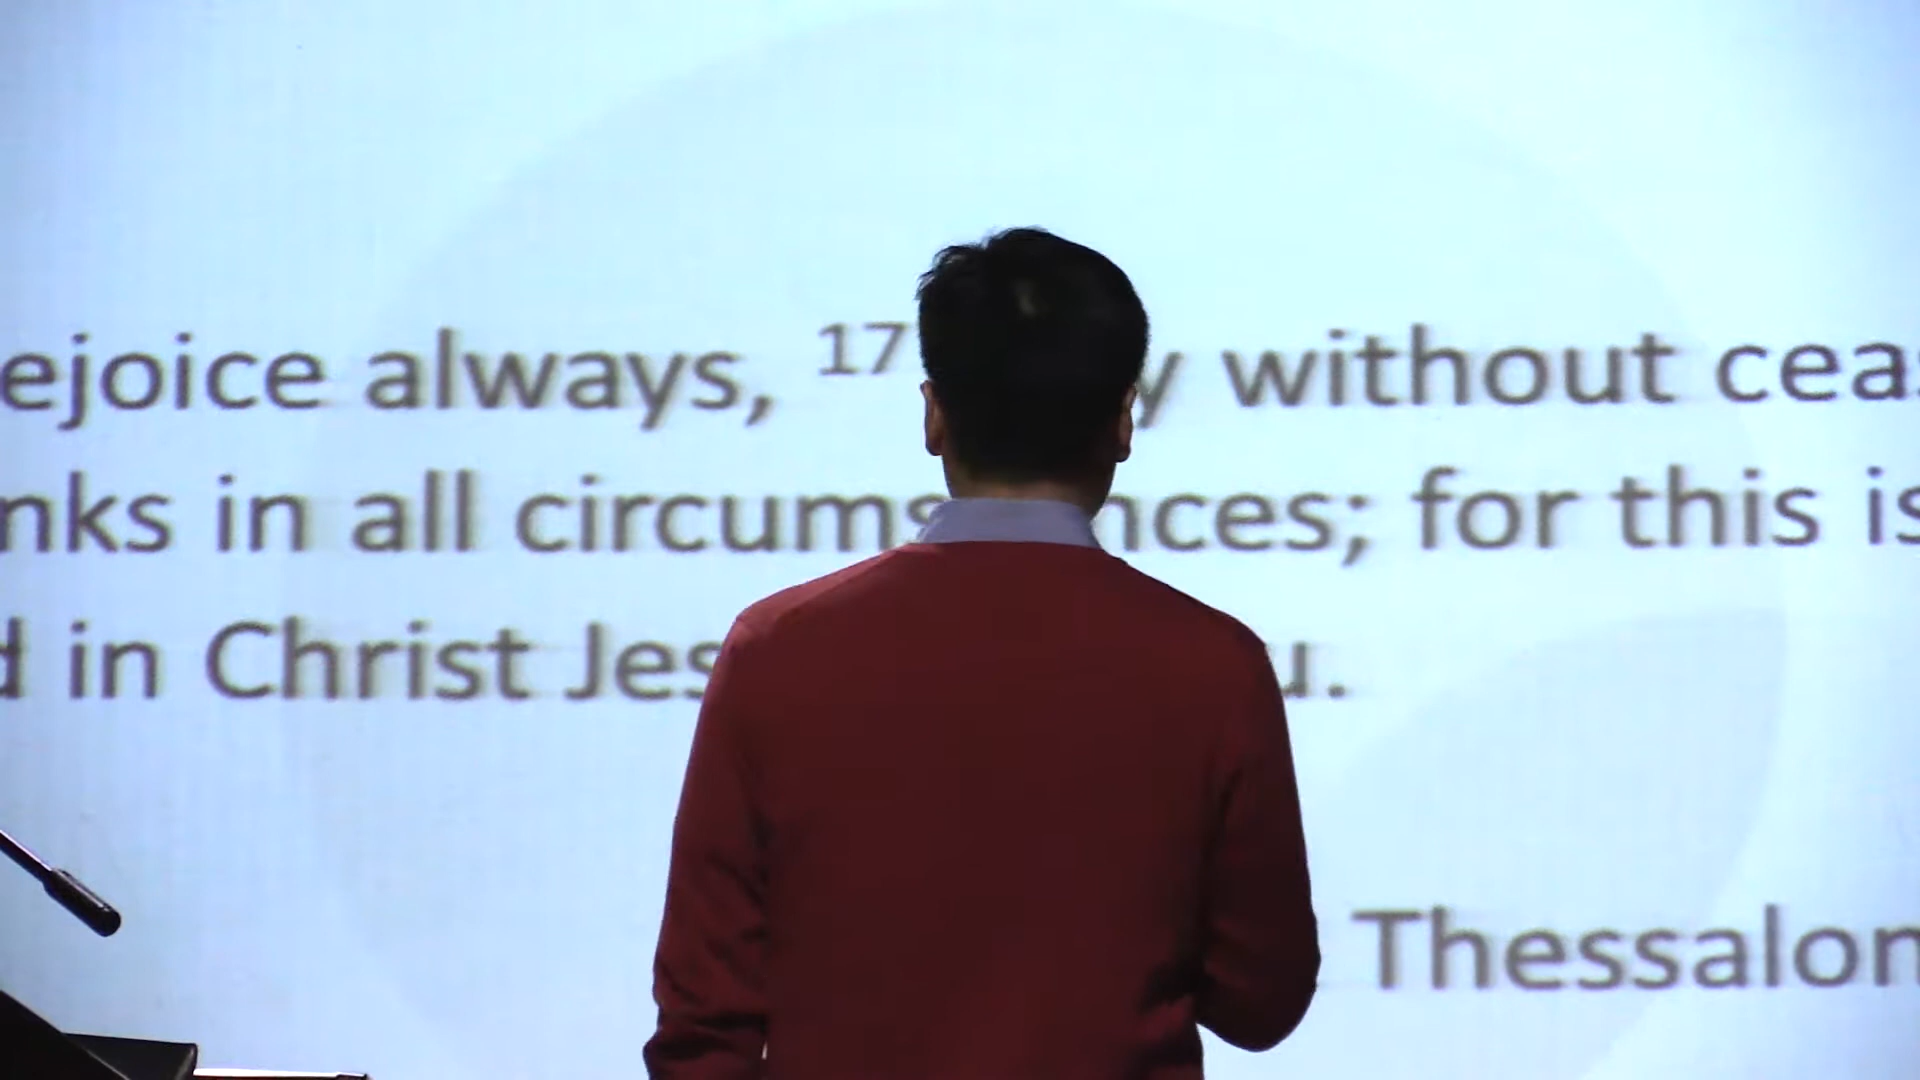 ejoice always, 17 y without ceas
nks in all circums nces; for this is
d in Christ Jes u.
Thessalon